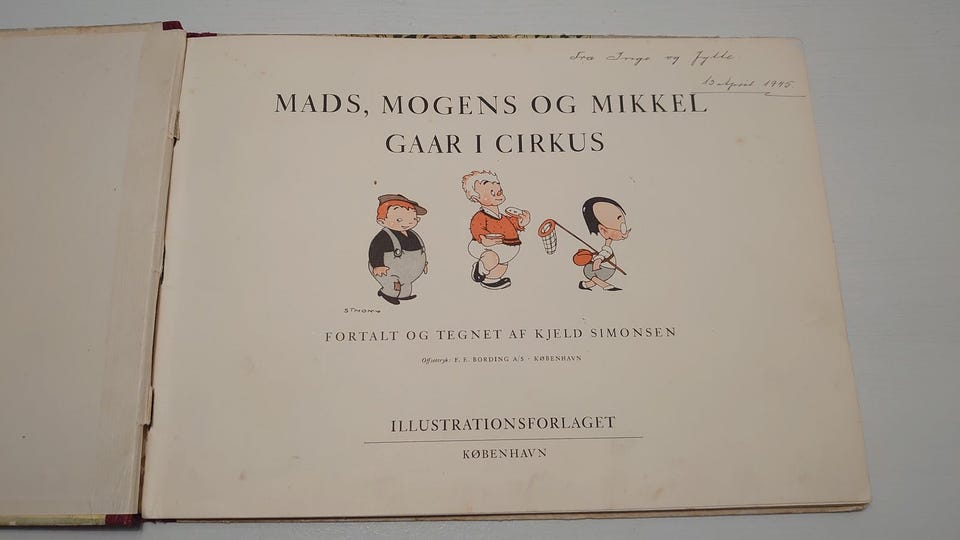 Fra Inge og Jytte
13 April 1945.
MADS, MOGENS OG MIKKEL
GAAR I CIRKUS
SIMON
FORTALT OG TEGNET AF KJELD SIMONSEN
Offsettryk: F. E. BORDING A/S - KØBENHAVN
ILLUSTRATIONSFORLAGET
KØBENHAVN